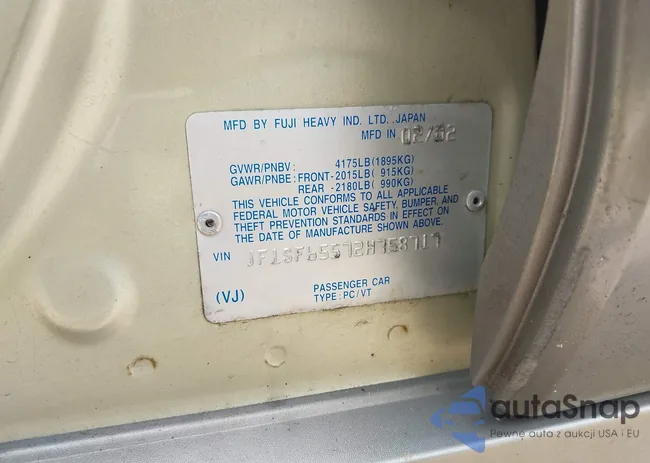 MFD BY FUJI HEAVY IND. LTD. JAPAN
MFD IN 02/02
GVWR/PNBV: 4175LB(1895KG)
GAWR/PNBE: FRONT-2015LB( 915KG)
REAR -2180LB( 990KG)
THIS VEHICLE CONFORMS TO ALL APPLICABLE
FEDERAL MOTOR VEHICLE SAFETY, BUMPER, AND
THEFT PREVENTION STANDARDS IN EFFECT ON
THE DATE OF MANUFACTURE SHOWN ABOVE.
VIN JF1SF65572H758717
PASSENGER CAR
(VJ) TYPE: PC/VT
autaSnap
Pewne auta z aukcji USA i EU